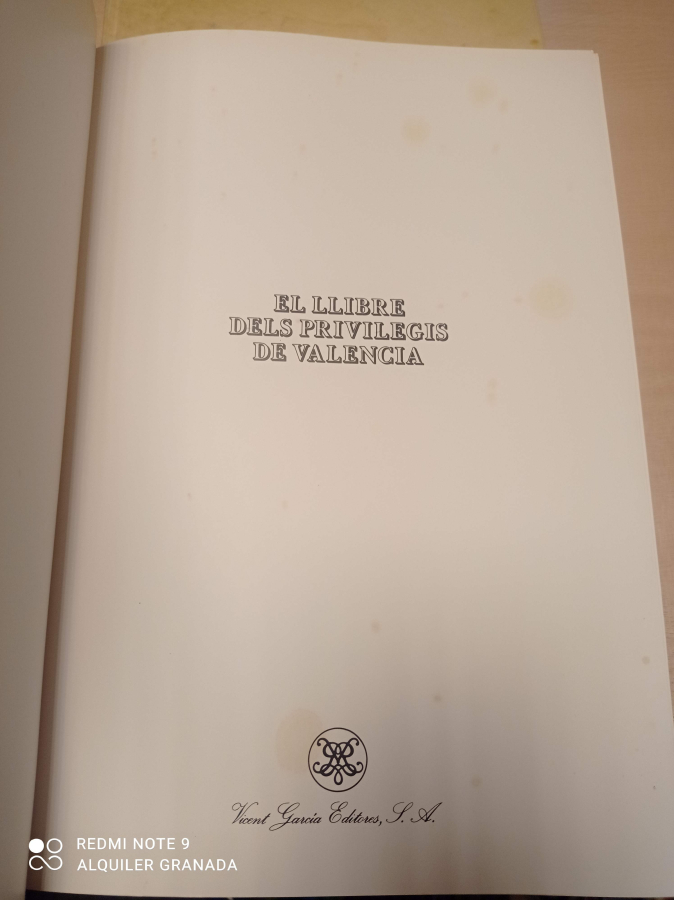 EL LLIBRE
DELS PRIVILEGIS
DE VALENCIA
Vicent García Editores, S. A.
REDMI NOTE 9
ALQUILER GRANADA